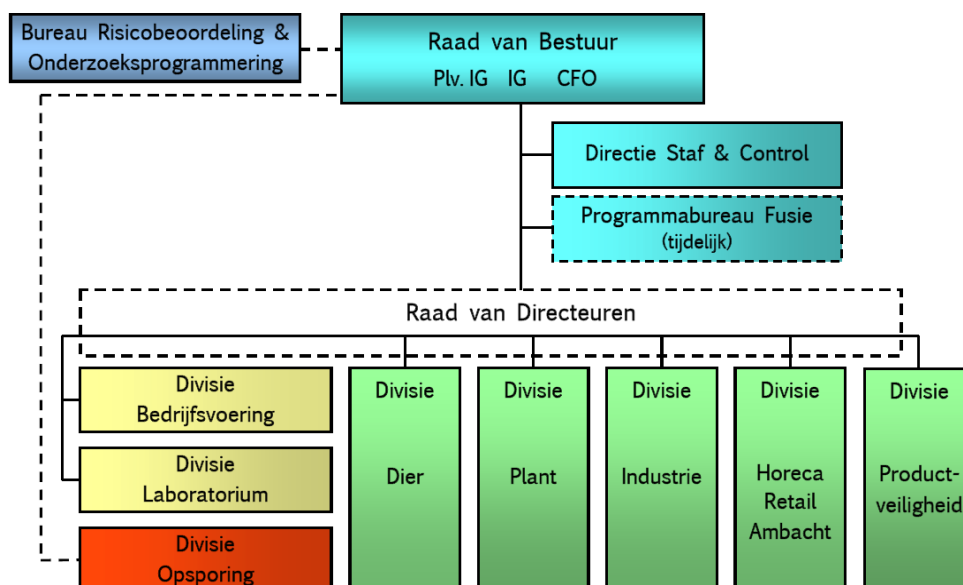 Bureau Risicobeoordeling &
Onderzoeksprogrammering
Raad van Bestuur
Plv. IG IG CFO
Directie Staf & Control
Programmabureau Fusie
(tijdelijk)
Raad van Directeuren
Divisie
Bedrijfsvoering
Divisie
Laboratorium
Divisie
Opsporing
Divisie
Dier
Divisie
Plant
Divisie
Industrie
Divisie
Horeca
Retail
Ambacht
Divisie
Product-
veiligheid